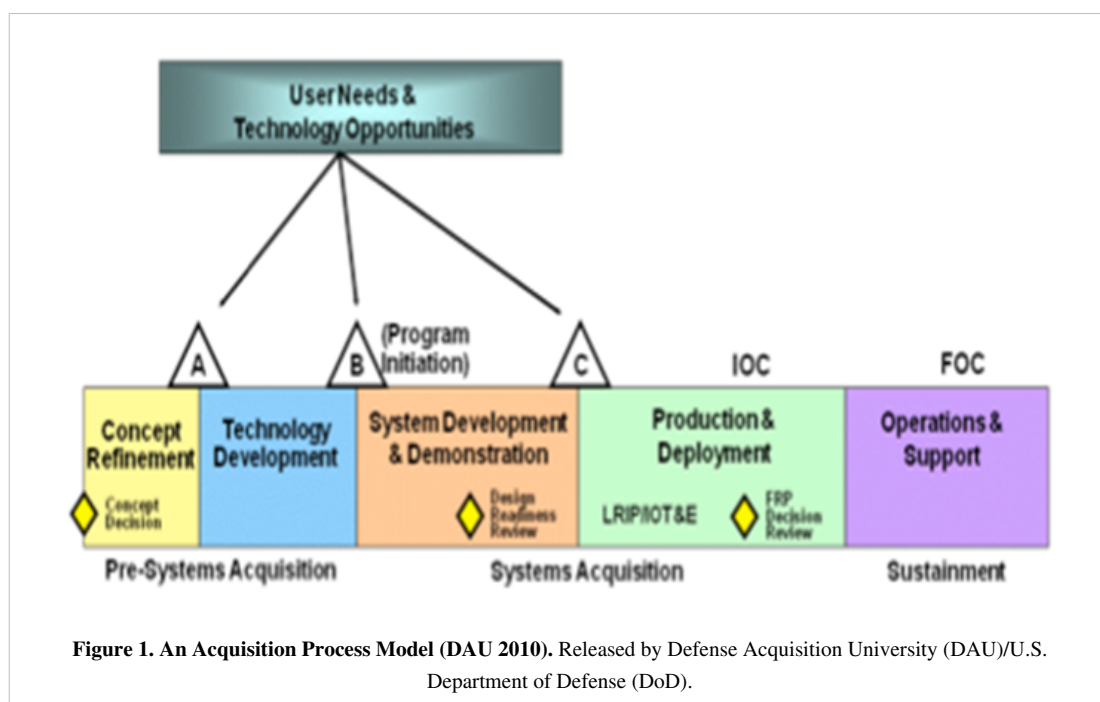 User Needs &
Technology Opportunities
A
B
(Program
Initiation)
C
IOC
FOC
Concept
Refinement
Technology
Development
System Development
& Demonstration
Production &
Deployment
Operations &
Support
Concept
Decision
Design
Readiness
Review
LRIP/IOT&E
FRP
Decision
Review
Pre-Systems Acquisition
Systems Acquisition
Sustainment
Figure 1. An Acquisition Process Model (DAU 2010). Released by Defense Acquisition University (DAU)/U.S.
Department of Defense (DoD).